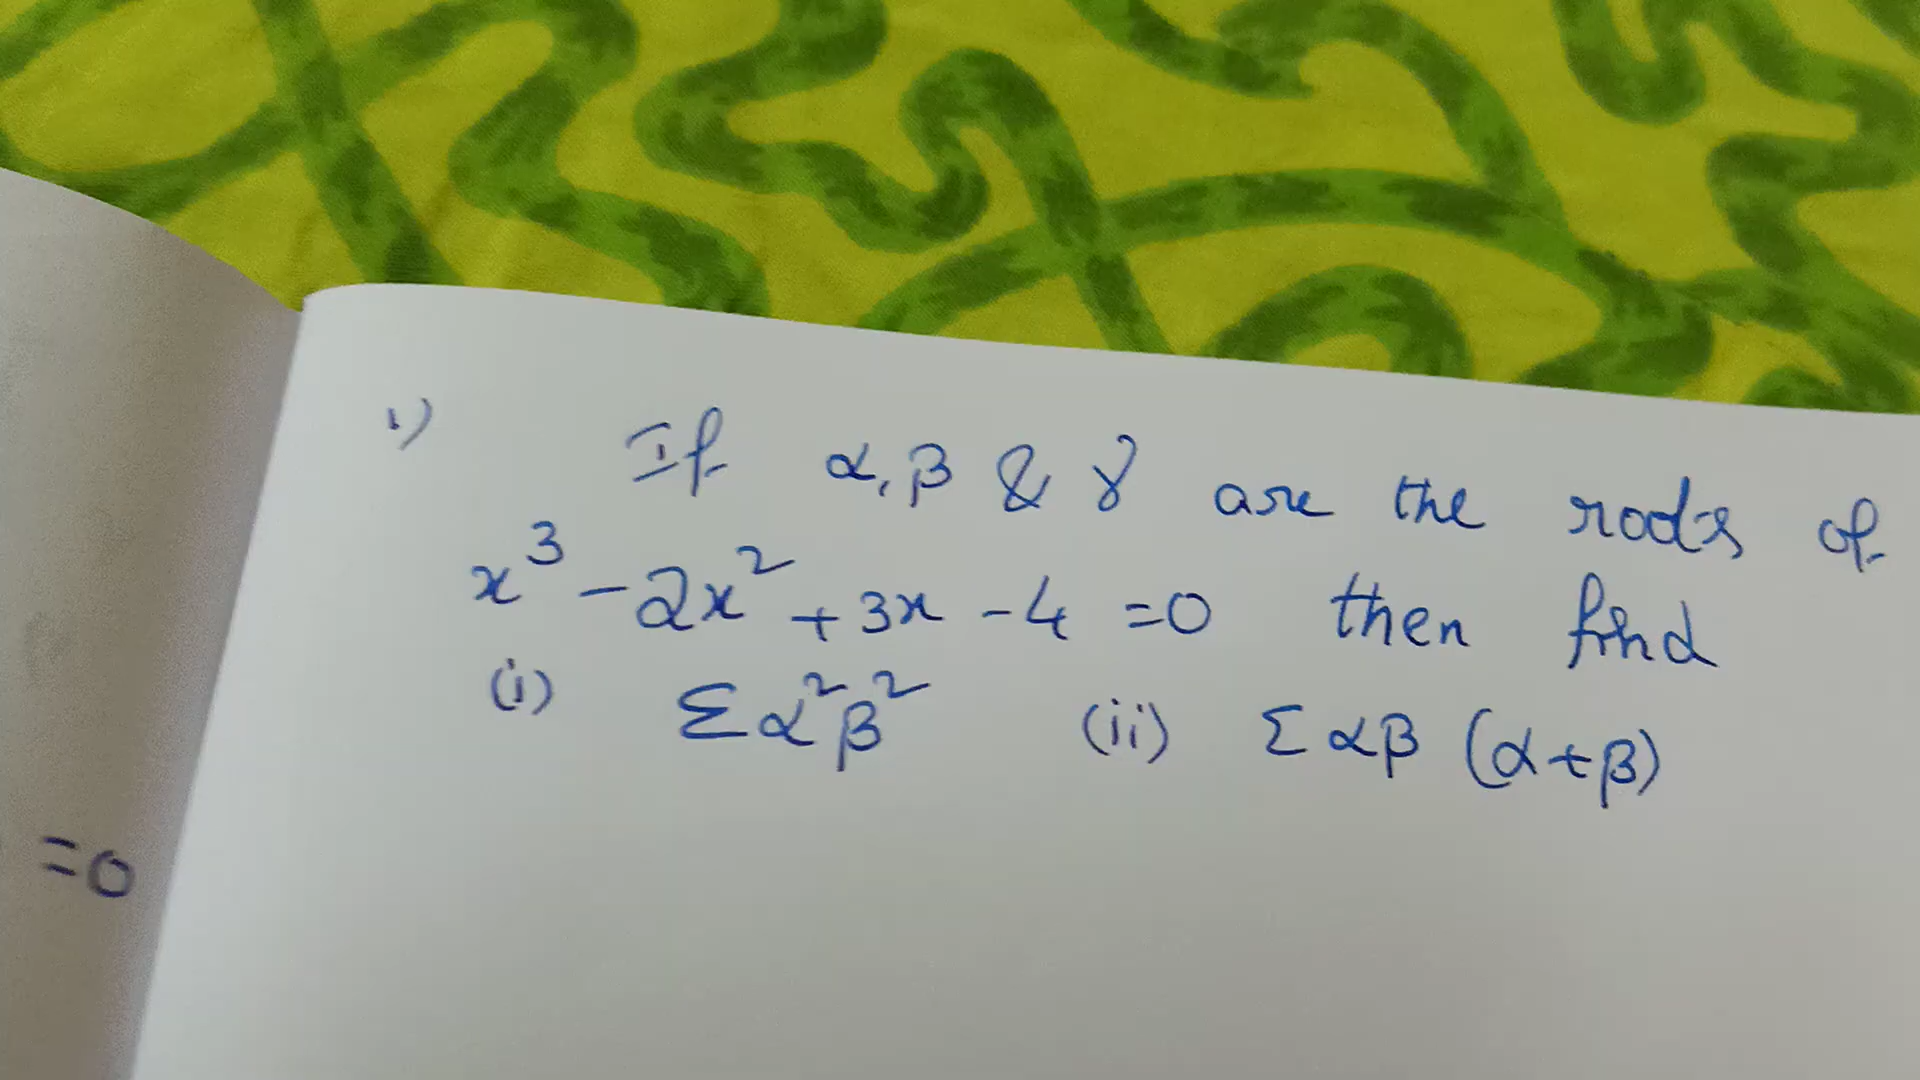 1) If α, β & γ are the roots of
x³ - 2x² + 3x - 4 = 0 then find
(i) Σα²β² (ii) Σαβ (α+β)
=0